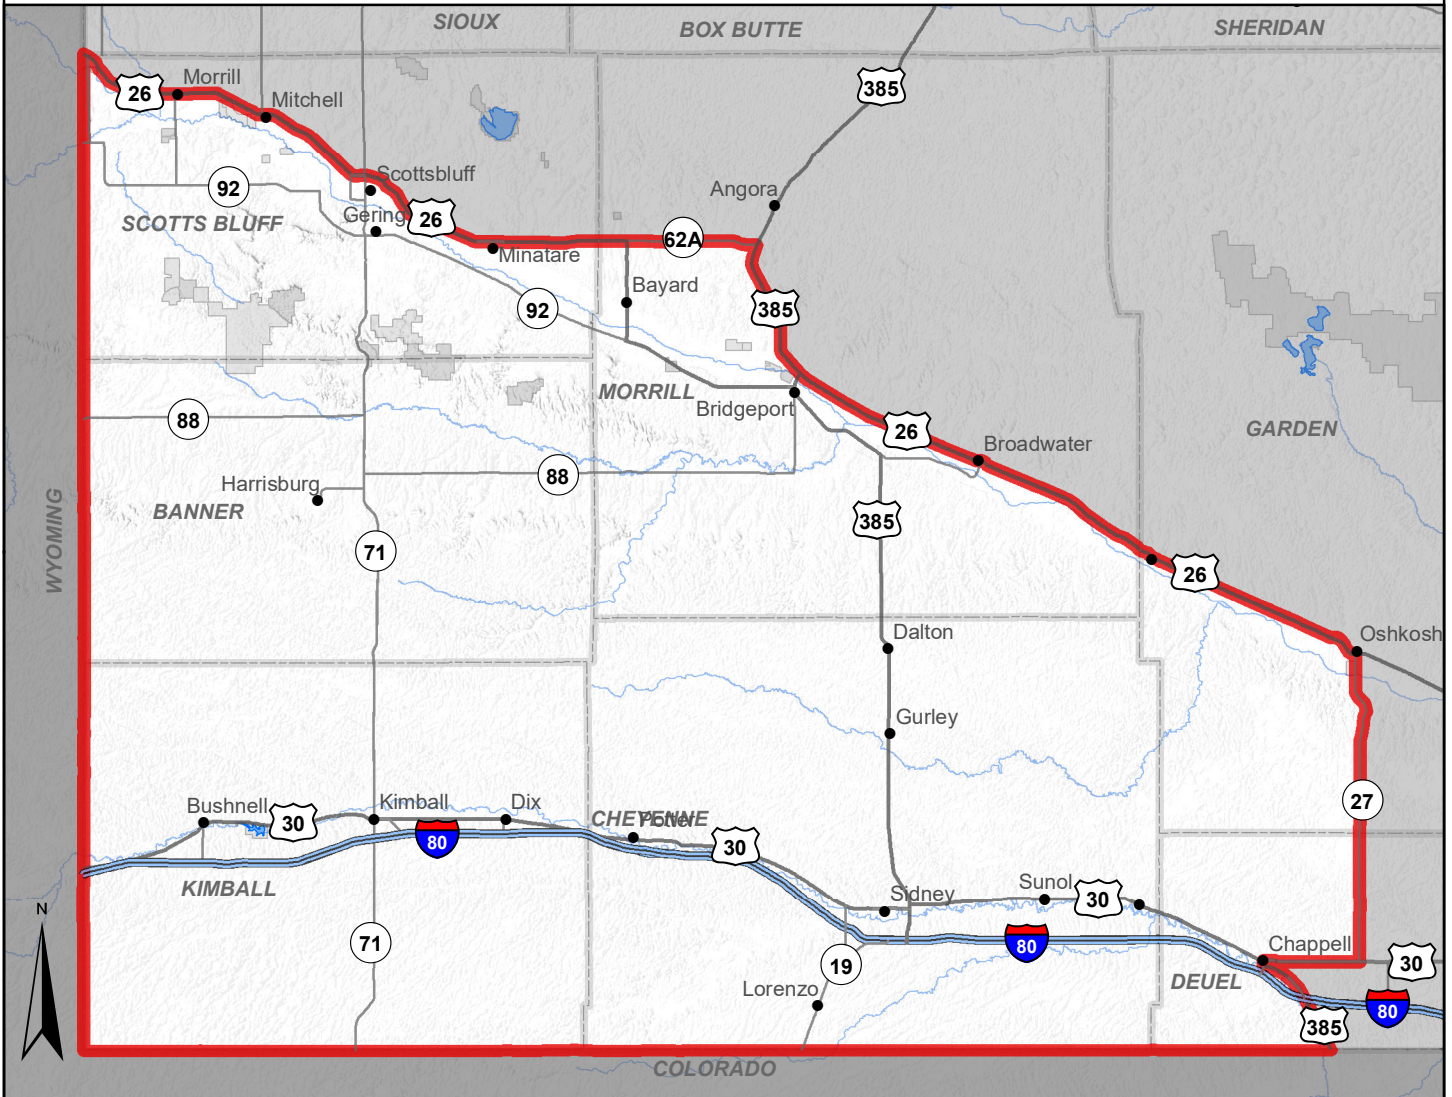 SIOUX
BOX BUTTE
SHERIDAN
26
Morrill
Mitchell
385
92
Scottsbluff
Angora
SCOTTS BLUFF
Gering
26
62A
Minatare
Bayard
92
385
MORRILL
Bridgeport
88
26
Broadwater
GARDEN
88
Harrisburg
BANNER
WYOMING
71
385
26
Dalton
Oshkosh
Gurley
Bushnell
30
Kimball
Dix
80
CHEYENNE
Potter
30
27
KIMBALL
Sidney
Sunol
30
N
71
19
80
Chappell
30
DEUEL
Lorenzo
80
385
COLORADO